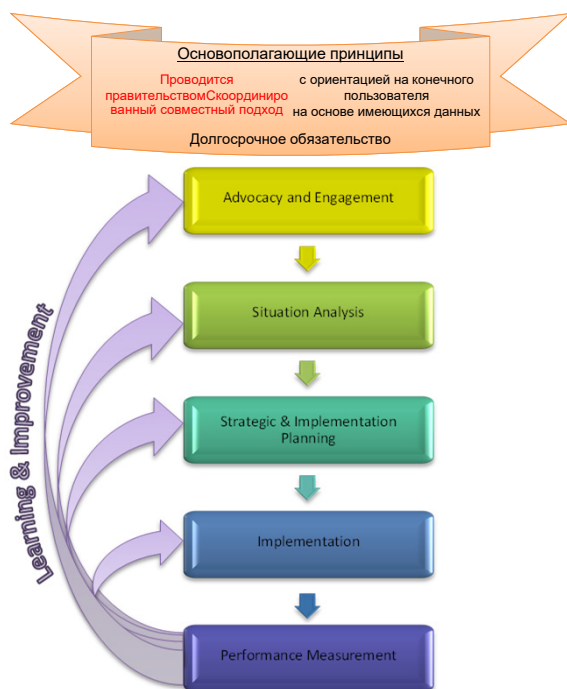 Основополагающие принципы
Проводится
правительствомСкоординиро
ванный совместный подход
с ориентацией на конечного
пользователя
на основе имеющихся данных
Долгосрочное обязательство
Advocacy and Engagement
Situation Analysis
Strategic & Implementation
Planning
Implementation
Performance Measurement
Learning & Improvement